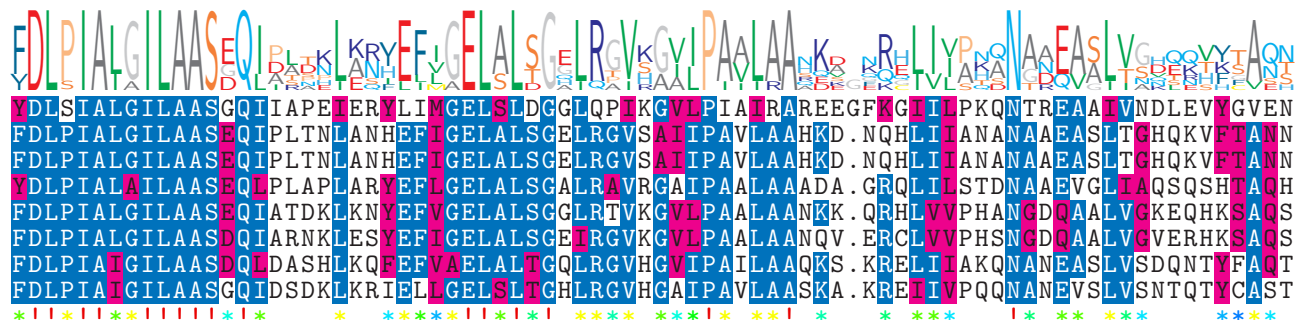 YDLSIALGILAASGQIIAPEIERYLIMGELSLDGGLQPIKGVLPIAIRAREEGFKGIILPKQNTREAAIVNDLEVYGVEN
FDLPIALGILAASEQIPLTNLANHEFIGELALSGELRGVSAIIPAVLAAHKD.NQHLIIANANAAEASLTGHQKVFTANN
FDLPIALGILAASEQIPLTNLANHEFIGELALSGELRGVSAIIPAVLAAHKD.NQHLIIANANAAEASLTGHQKVFTANN
YDLPIALAILAASEQLPLAPLARYEFLGELALSGALRAVRGAIPAALAAADA.GRQLILSTDNAAEVGLIAQSQSHTAQH
FDLPIALGILAASEQIATDKLKNYEFVGELALSGGLRTVKGVLPAALAANKK.QRHLVVPHANGDQAALVGKEQHKSAQS
FDLPIALGILAASDQIARNKLESYEFIGELALSGEIRGVKGVLPAALAANQV.ERCLVVPHSNGDQAALVGVERHKSAQS
FDLPIAIGILAASDQLDASHLKQFEFVAELALTGQLRGVHGVIPAILAAQKS.KRELIIAKQNANEASLVSDQNTYFAQT
FDLPIAIGILAASGQIDSDKLKRIELLGELSLTGHLRGVHGAIPAVLAASKA.KREIIVPQQNANEVSLVSNTQTYCAST